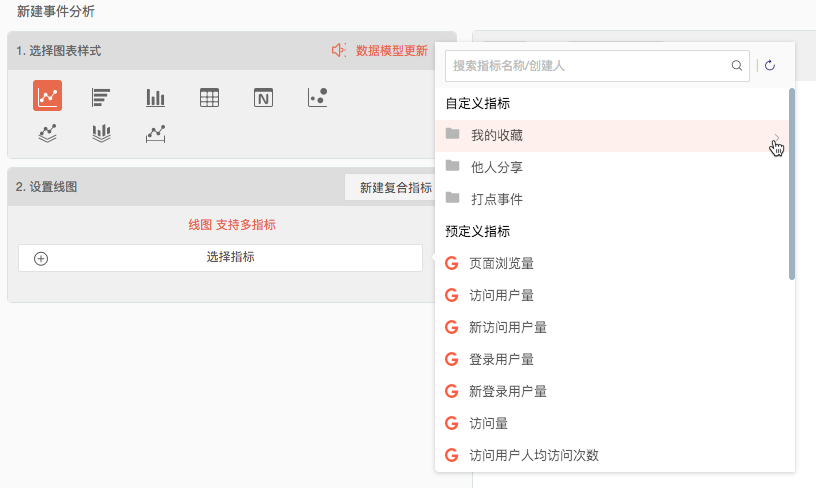 新建事件分析
1. 选择图表样式
数据模型更新
2. 设置线图
新建复合指标
线图 支持多指标
选择指标
搜索指标名称/创建人
自定义指标
我的收藏
他人分享
打点事件
预定义指标
页面浏览量
访问用户量
新访问用户量
登录用户量
新登录用户量
访问量
访问用户人均访问次数